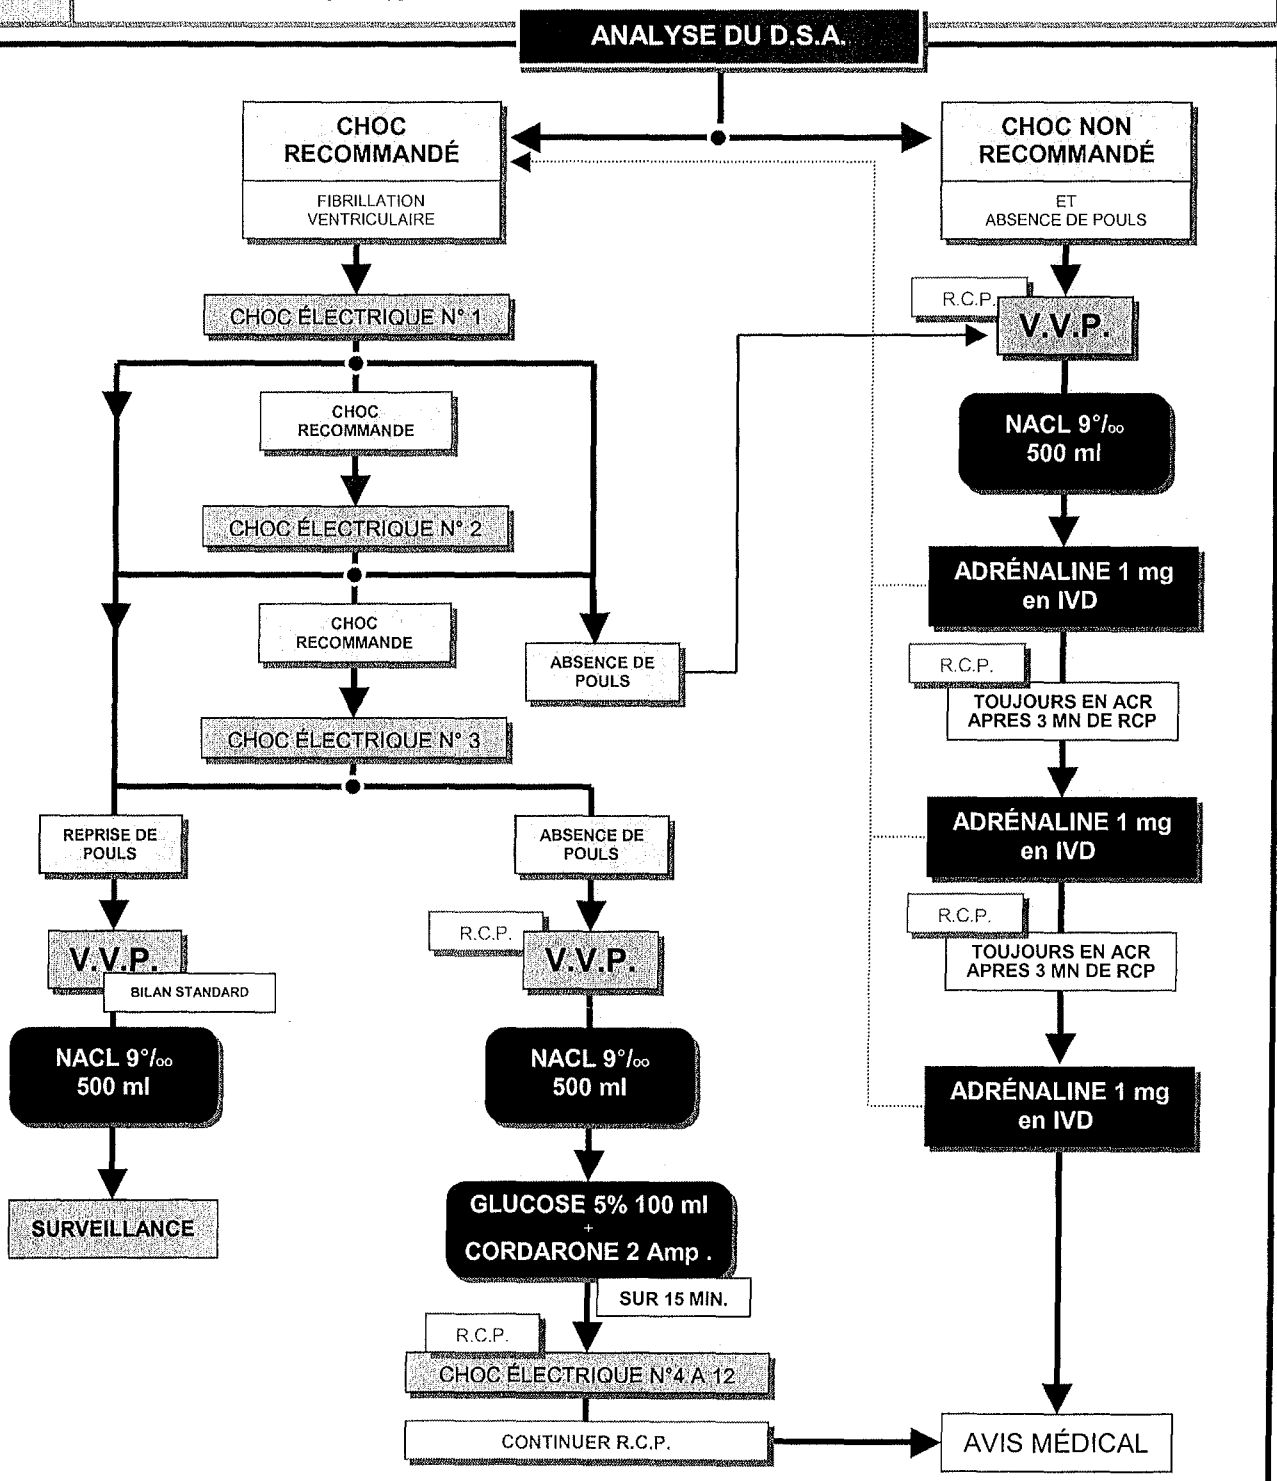 ANALYSE DU D.S.A.
CHOC
RECOMMANDÉ
FIBRILLATION
VENTRICULAIRE
CHOC NON
RECOMMANDÉ
ET
ABSENCE DE POULS
CHOC ÉLECTRIQUE N° 1
R.C.P.
V.V.P.
CHOC
RECOMMANDE
NACL 9°/oo
500 ml
CHOC ÉLECTRIQUE N° 2
ADRÉNALINE 1 mg
en IVD
CHOC
RECOMMANDE
ABSENCE DE
POULS
R.C.P.
TOUJOURS EN ACR
APRES 3 MN DE RCP
CHOC ÉLECTRIQUE N° 3
ADRÉNALINE 1 mg
en IVD
REPRISE DE
POULS
ABSENCE DE
POULS
R.C.P.
TOUJOURS EN ACR
APRES 3 MN DE RCP
V.V.P.
BILAN STANDARD
R.C.P.
V.V.P.
NACL 9°/oo
500 ml
NACL 9°/oo
500 ml
ADRÉNALINE 1 mg
en IVD
SURVEILLANCE
GLUCOSE 5% 100 ml
+
CORDARONE 2 Amp .
SUR 15 MIN.
R.C.P.
CHOC ÉLECTRIQUE N°4 A 12
CONTINUER R.C.P.
AVIS MÉDICAL